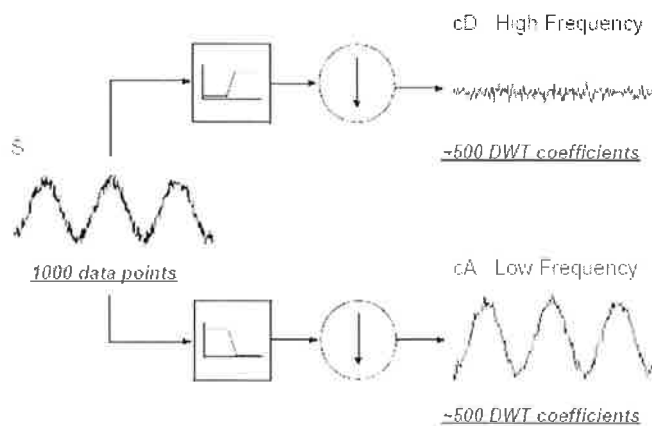 cD High Frequency
~500 DWT coefficients
S
1000 data points
cA Low Frequency
~500 DWT coefficients